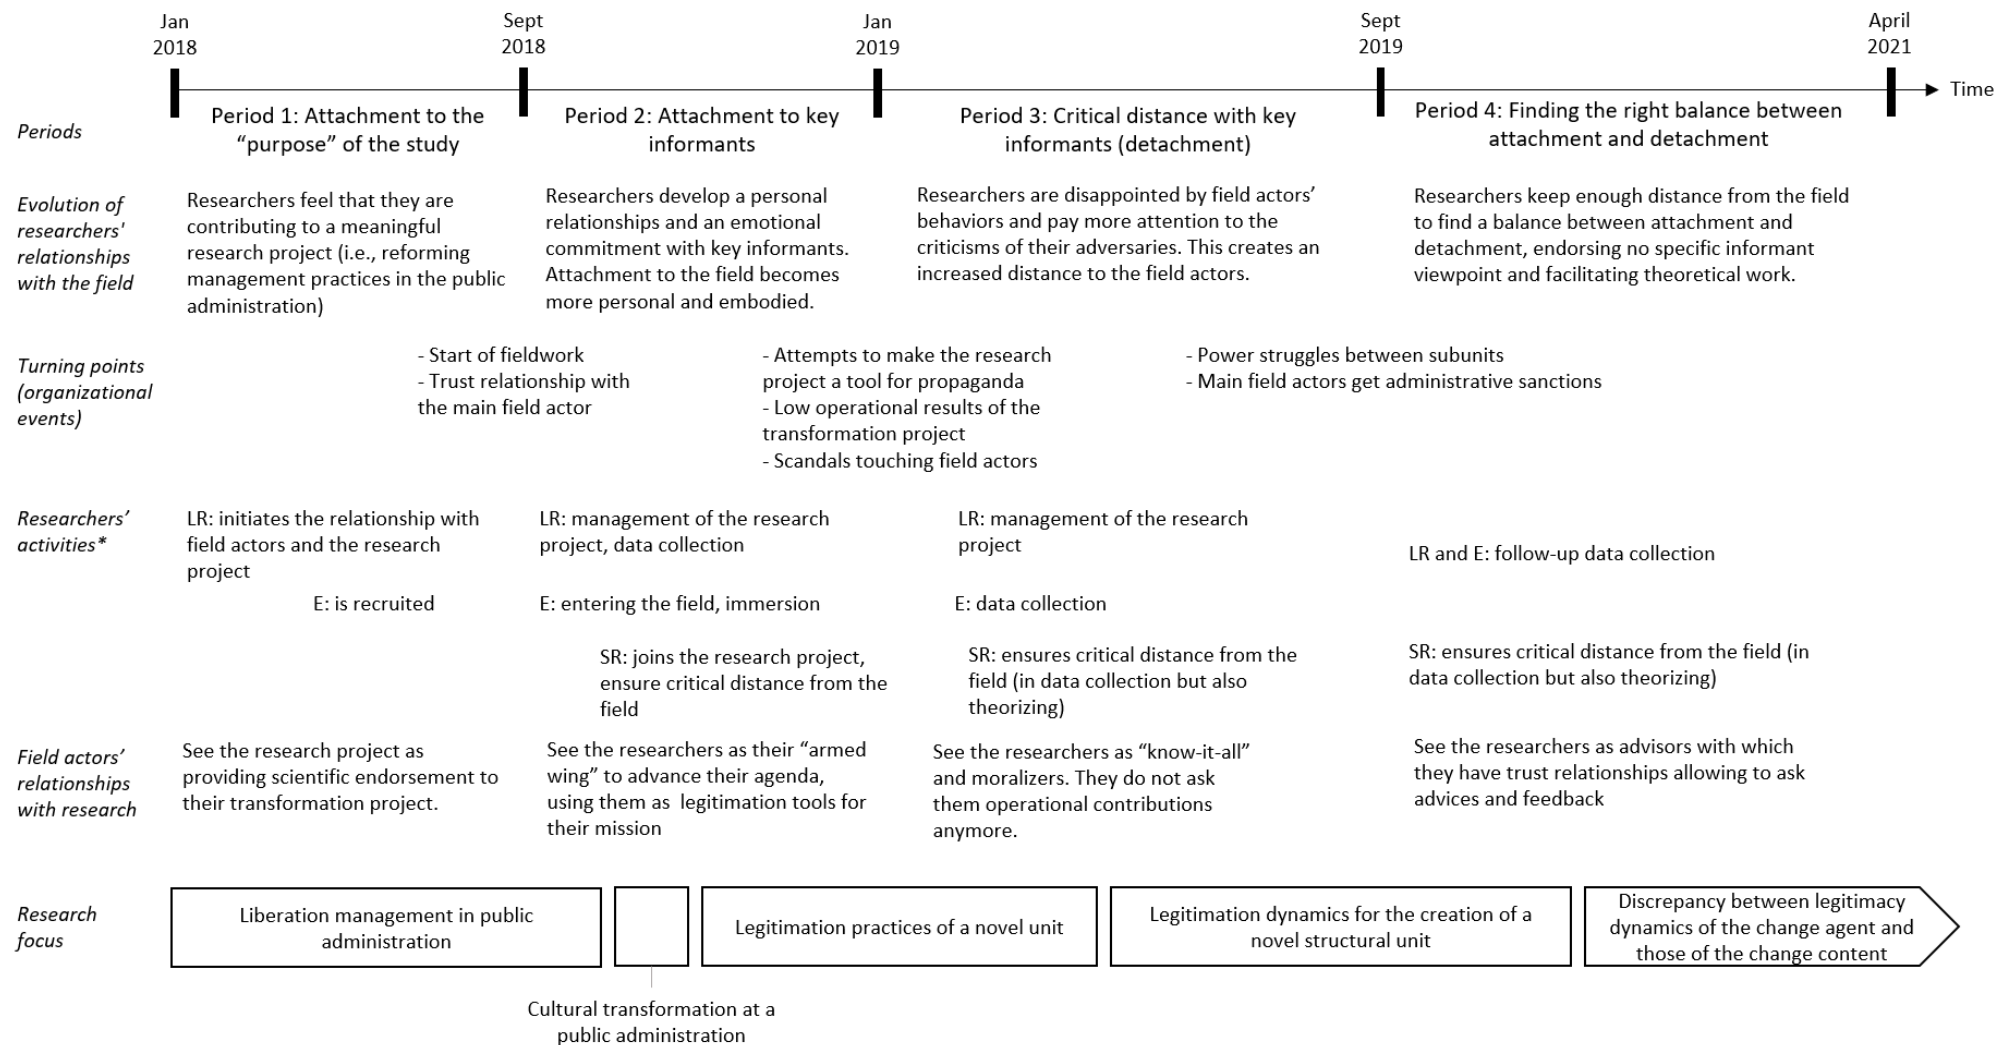 Jan
2018
Sept
2018
Jan
2019
Sept
2019
April
2021
Time
Periods
Period 1: Attachment to the
“purpose” of the study
Period 2: Attachment to key
informants
Period 3: Critical distance with key
informants (detachment)
Period 4: Finding the right balance between
attachment and detachment
Evolution of
researchers'
relationships
with the field
Researchers feel that they are
contributing to a meaningful
research project (i.e., reforming
management practices in the public
administration)
Researchers develop a personal
relationships and an emotional
commitment with key informants.
Attachment to the field becomes
more personal and embodied.
Researchers are disappointed by field actors’
behaviors and pay more attention to the
criticisms of their adversaries. This creates an
increased distance to the field actors.
Researchers keep enough distance from the field
to find a balance between attachment and
detachment, endorsing no specific informant
viewpoint and facilitating theoretical work.
Turning points
(organizational
events)
- Start of fieldwork
- Trust relationship with
the main field actor
- Attempts to make the research
project a tool for propaganda
- Low operational results of the
transformation project
- Scandals touching field actors
- Power struggles between subunits
- Main field actors get administrative sanctions
Researchers’
activities*
LR: initiates the relationship with
field actors and the research
project
LR: management of the research
project, data collection
LR: management of the research
project
LR and E: follow-up data collection
E: is recruited
E: entering the field, immersion
E: data collection
SR: joins the research project,
ensure critical distance from the
field
SR: ensures critical distance from the
field (in data collection but also
theorizing)
SR: ensures critical distance from the field (in
data collection but also theorizing)
Field actors’
relationships
with research
See the research project as
providing scientific endorsement to
their transformation project.
See the researchers as their “armed
wing” to advance their agenda,
using them as legitimation tools for
their mission
See the researchers as “know-it-all”
and moralizers. They do not ask
them operational contributions
anymore.
See the researchers as advisors with which
they have trust relationships allowing to ask
advices and feedback
Research
focus
Liberation management in public
administration
Legitimation practices of a novel unit
Legitimation dynamics for the creation of a
novel structural unit
Discrepancy between legitimacy
dynamics of the change agent and
those of the change content
Cultural transformation at a
public administration